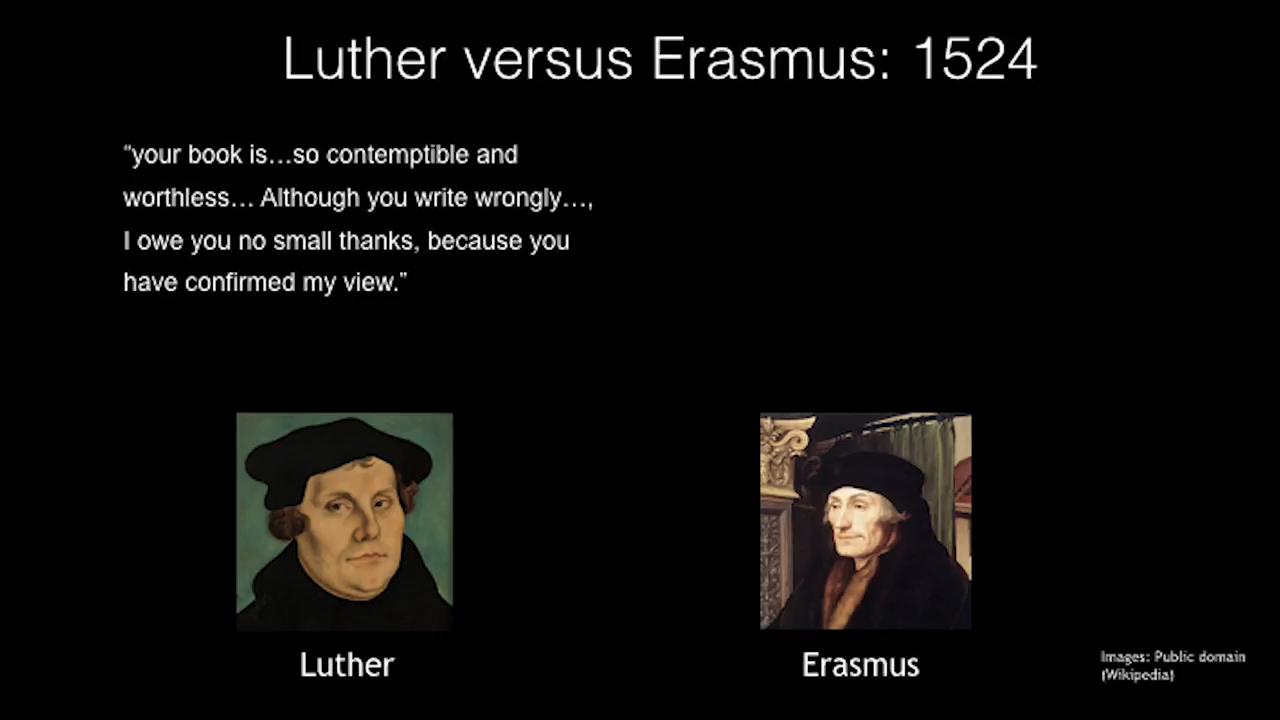 Luther versus Erasmus: 1524
“your book is…so contemptible and
worthless… Although you write wrongly…,
I owe you no small thanks, because you
have confirmed my view.”
Luther
Erasmus
Images: Public domain
(Wikipedia)